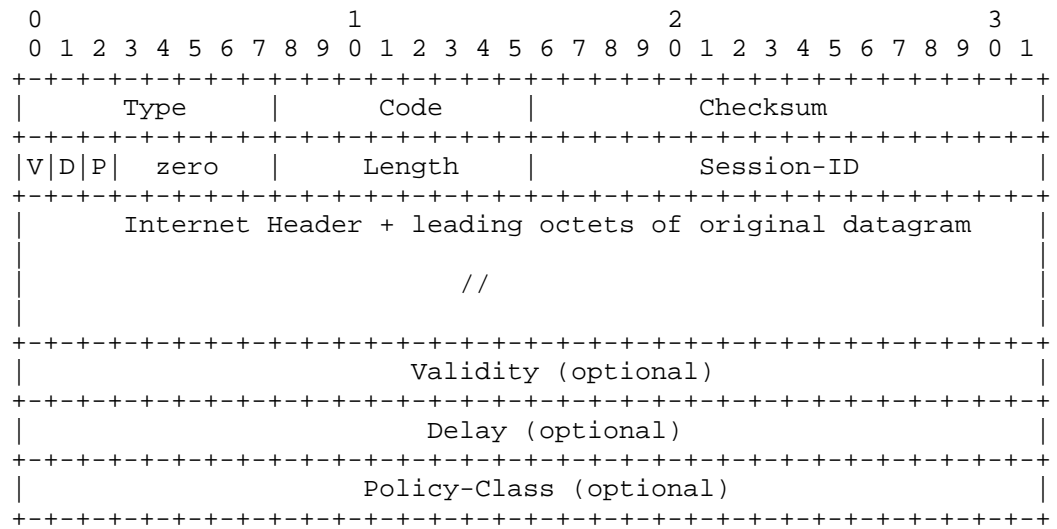 0                   1                   2                   3
 0 1 2 3 4 5 6 7 8 9 0 1 2 3 4 5 6 7 8 9 0 1 2 3 4 5 6 7 8 9 0 1
+-+-+-+-+-+-+-+-+-+-+-+-+-+-+-+-+-+-+-+-+-+-+-+-+-+-+-+-+-+-+-+-+
|      Type     |      Code     |          Checksum             |
+-+-+-+-+-+-+-+-+-+-+-+-+-+-+-+-+-+-+-+-+-+-+-+-+-+-+-+-+-+-+-+-+
|V|D|P|  zero   |     Length    |          Session-ID           |
+-+-+-+-+-+-+-+-+-+-+-+-+-+-+-+-+-+-+-+-+-+-+-+-+-+-+-+-+-+-+-+-+
|      Internet Header + leading octets of original datagram    |
|                                                               |
|                           //                                  |
|                                                               |
+-+-+-+-+-+-+-+-+-+-+-+-+-+-+-+-+-+-+-+-+-+-+-+-+-+-+-+-+-+-+-+-+
|                        Validity (optional)                    |
+-+-+-+-+-+-+-+-+-+-+-+-+-+-+-+-+-+-+-+-+-+-+-+-+-+-+-+-+-+-+-+-+
|                         Delay (optional)                      |
+-+-+-+-+-+-+-+-+-+-+-+-+-+-+-+-+-+-+-+-+-+-+-+-+-+-+-+-+-+-+-+-+
|                     Policy-Class (optional)                   |
+-+-+-+-+-+-+-+-+-+-+-+-+-+-+-+-+-+-+-+-+-+-+-+-+-+-+-+-+-+-+-+-+